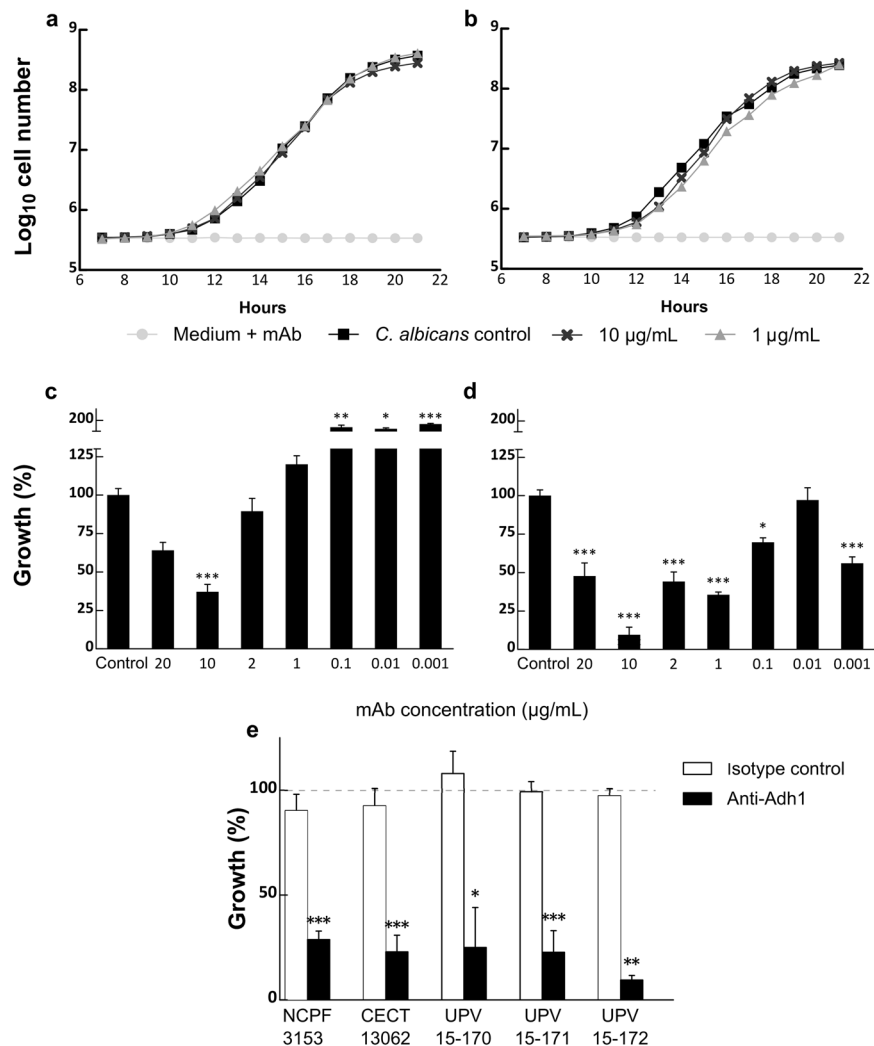 a
b
Log10 cell number
9
8
7
6
5
6 8 10 12 14 16 18 20 22
Hours
9
8
7
6
5
6 8 10 12 14 16 18 20 22
Hours
Medium + mAb
C. albicans control
10 µg/mL
1 µg/mL
c
d
Growth (%)
200
125
100
75
50
25
0
***
**
*
***
Control 20 10 2 1 0.1 0.01 0.001
200
125
100
75
50
25
0
***
***
***
***
*
***
Control 20 10 2 1 0.1 0.01 0.001
mAb concentration (µg/mL)
e
Growth (%)
100
50
0
***
***
*
***
**
Isotype control
Anti-Adh1
NCPF 3153
CECT 13062
UPV 15-170
UPV 15-171
UPV 15-172